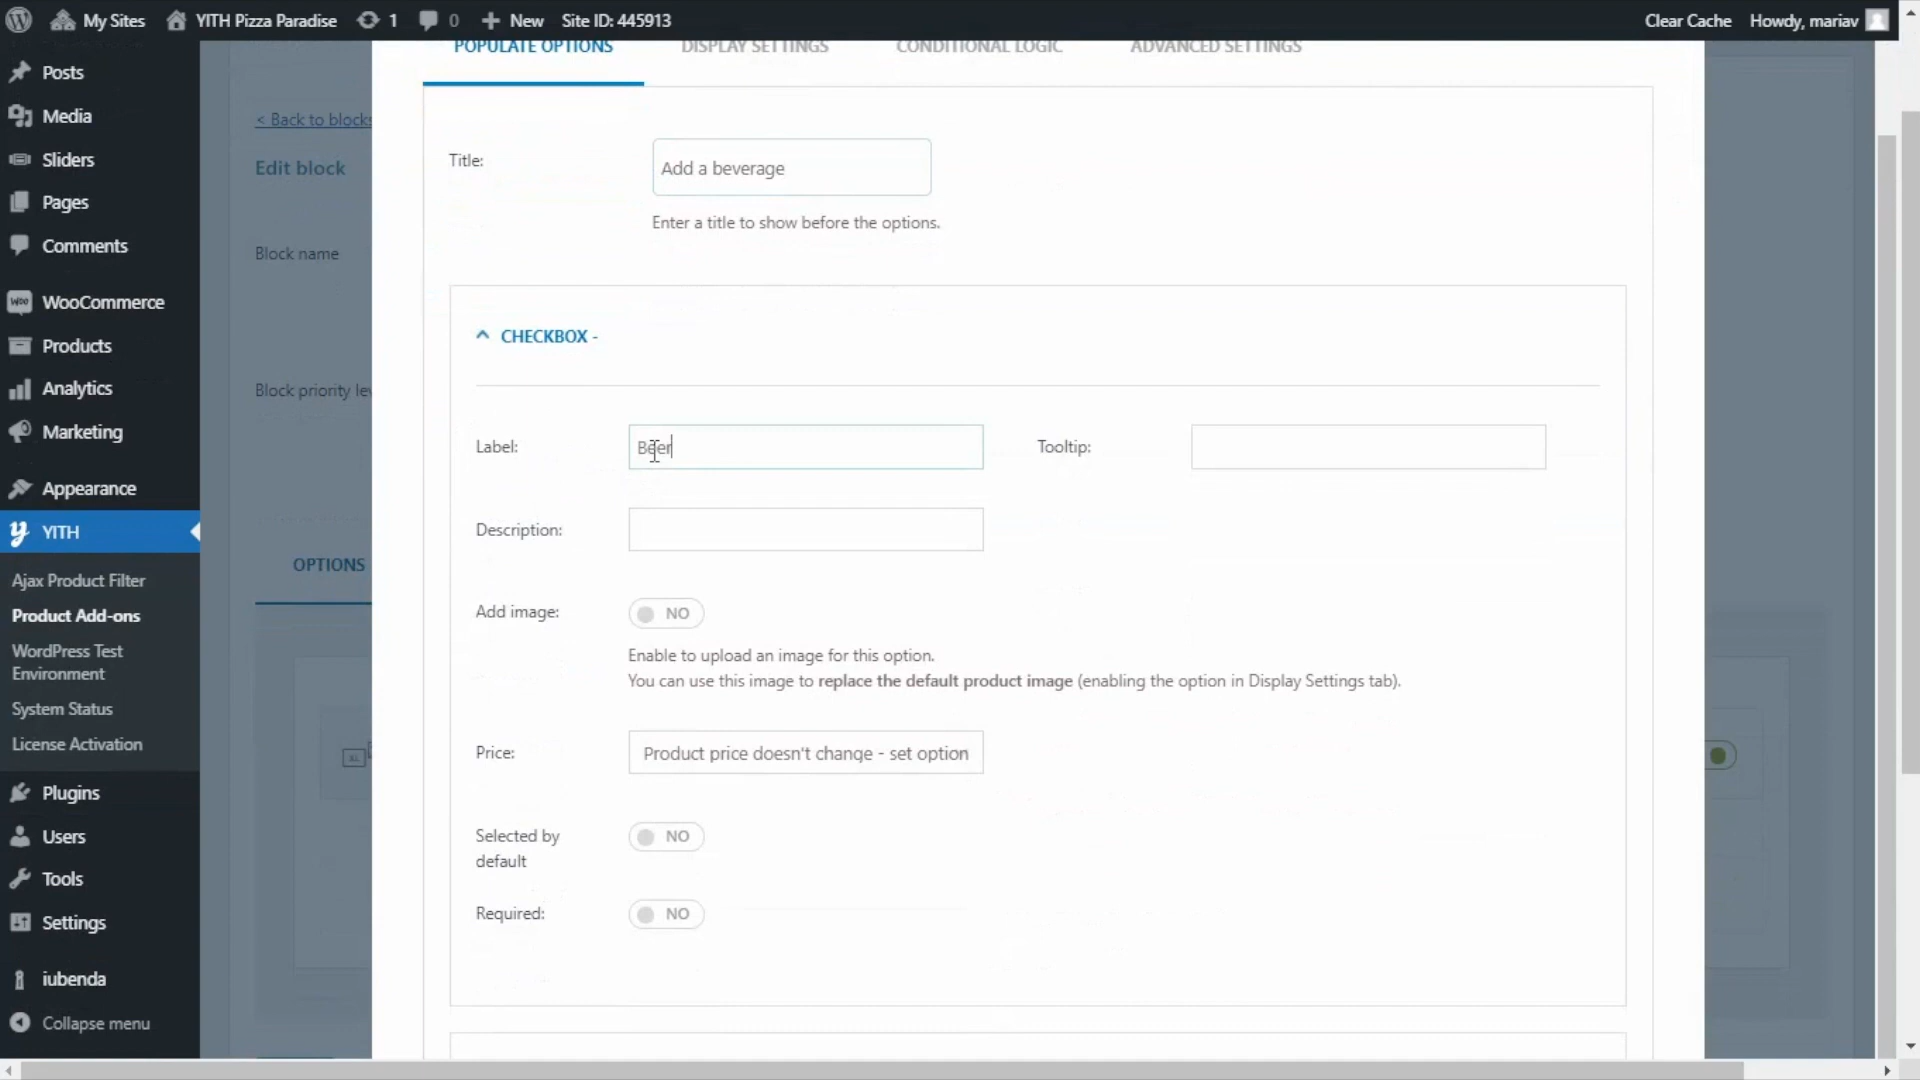 My Sites
YITH Pizza Paradise
1
0
New
Site ID: 445913
Clear Cache
Howdy, mariav
Posts
Media
Sliders
Pages
Comments
Woo
WooCommerce
Products
Analytics
Marketing
Appearance
YITH
Ajax Product Filter
Product Add-ons
WordPress Test
Environment
System Status
License Activation
Plugins
Users
Tools
Settings
iubenda
Collapse menu
< Back to blocks
Edit block
Block name
Block priority lev
OPTIONS
XL
POPULATE OPTIONS
DISPLAY SETTINGS
CONDITIONAL LOGIC
ADVANCED SETTINGS
Title:
Add a beverage
Enter a title to show before the options.
CHECKBOX -
Label:
Beer
Tooltip:
Description:
Add image:
NO
Enable to upload an image for this option.
You can use this image to replace the default product image (enabling the option in Display Settings tab).
Price:
Product price doesn't change - set option
Selected by
default
NO
Required:
NO